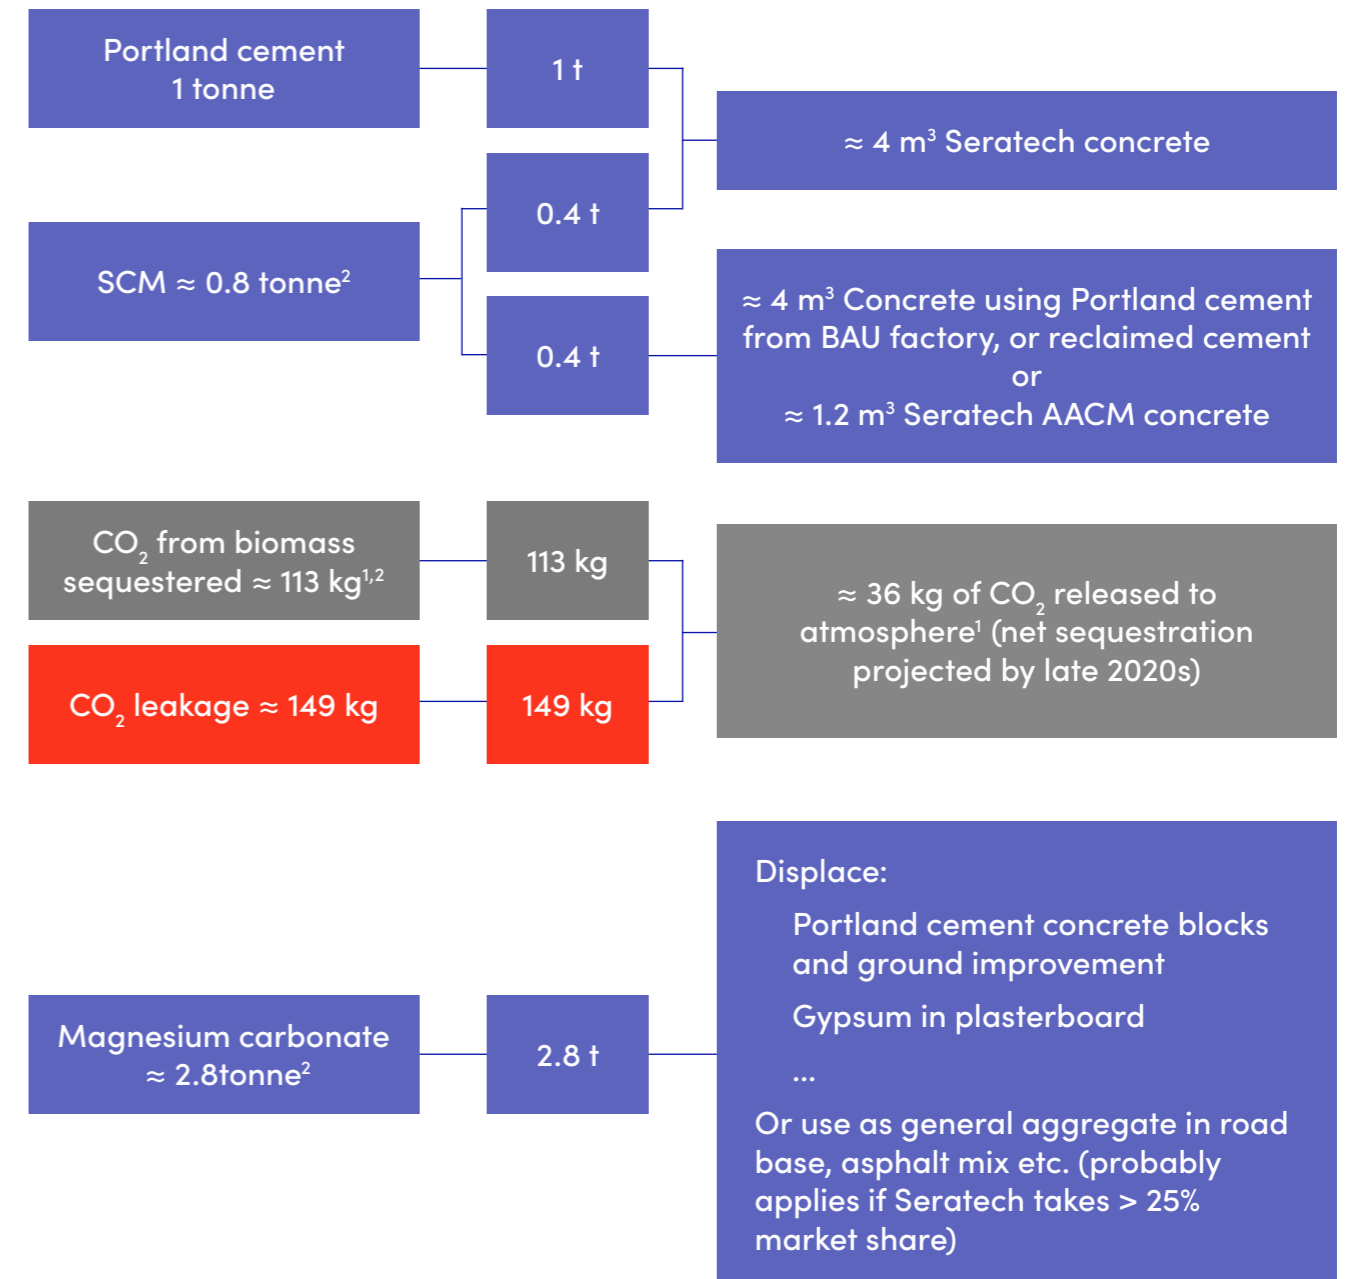 Portland cement
1 tonne
1 t
≈ 4 m³ Seratech concrete
0.4 t
SCM ≈ 0.8 tonne²
0.4 t
≈ 4 m³ Concrete using Portland cement
from BAU factory, or reclaimed cement
or
≈ 1.2 m³ Seratech AACM concrete
CO₂ from biomass
sequestered ≈ 113 kg¹,²
113 kg
≈ 36 kg of CO₂ released to
atmosphere¹ (net sequestration
projected by late 2020s)
CO₂ leakage ≈ 149 kg
149 kg
Magnesium carbonate
≈ 2.8tonne²
2.8 t
Displace:
Portland cement concrete blocks
and ground improvement
Gypsum in plasterboard
...
Or use as general aggregate in road
base, asphalt mix etc. (probably
applies if Seratech takes > 25%
market share)